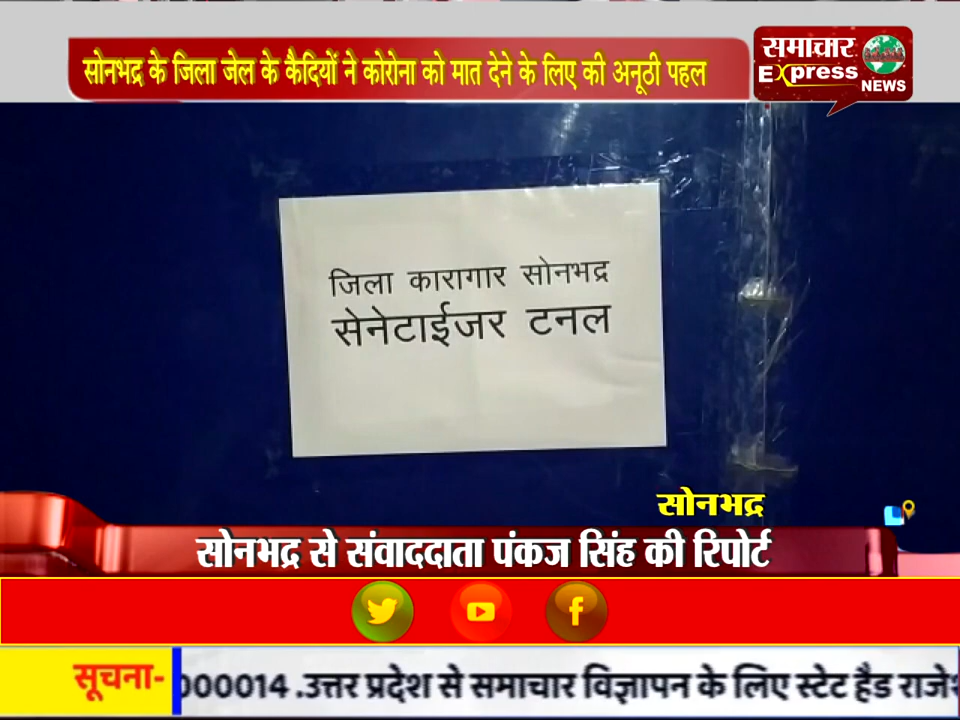 सोनभद्र के जिला जेल के कैदियों ने कोरोना को मात देने के लिए की अनूठी पहल
समाचार
Express
NEWS
जिला कारागार सोनभद्र
सेनेटाईजर टनल
सोनभद्र
सोनभद्र से संवाददाता पंकज सिंह की रिपोर्ट
सूचना-
000014 .उत्तर प्रदेश से समाचार विज्ञापन के लिए स्टेट हैड